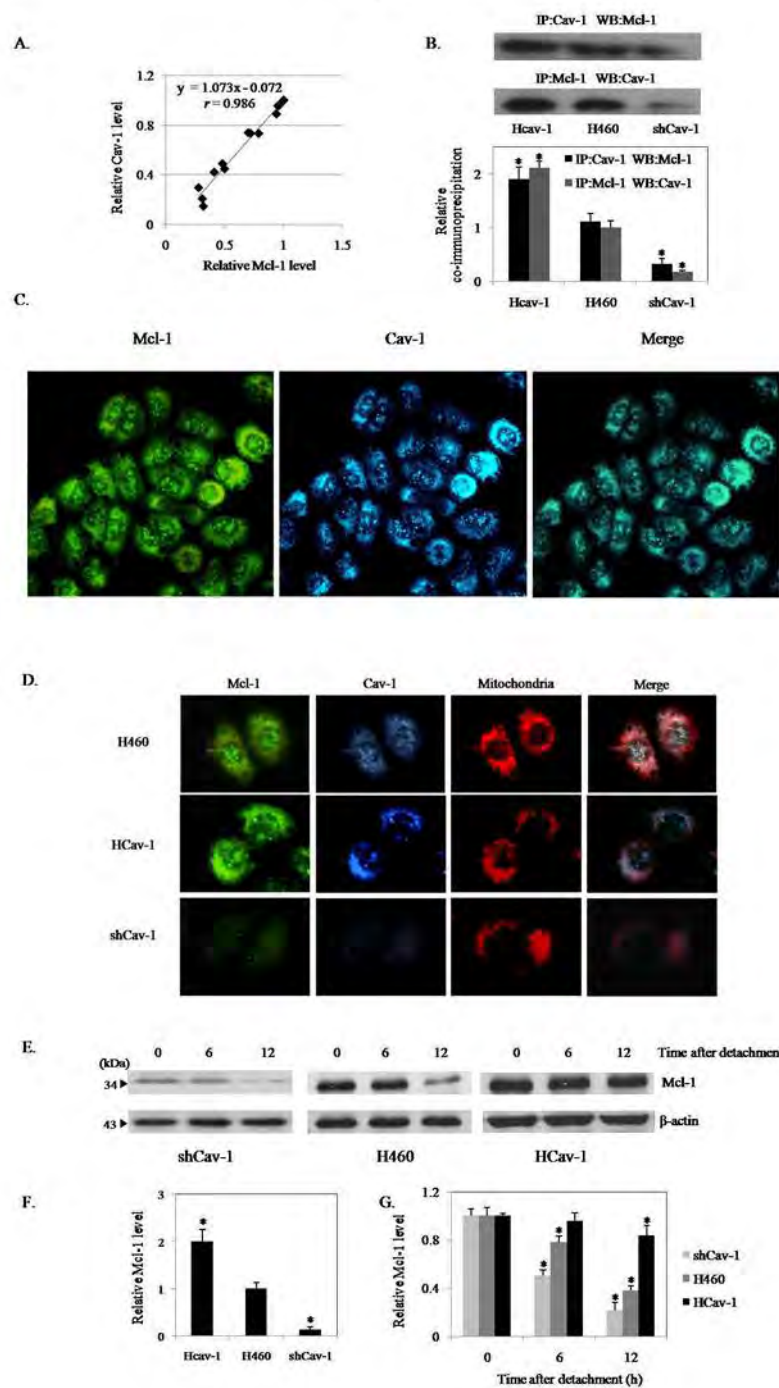 A.
y = 1.073x - 0.072
r = 0.986
1.2
0.8
0.4
0
0 0.5 1 1.5
Relative Cav-1 level
Relative Mcl-1 level
B.
IP:Cav-1 WB:Mcl-1
IP:Mcl-1 WB:Cav-1
Hcav-1 H460 shCav-1
IP:Cav-1 WB:Mcl-1
IP:Mcl-1 WB:Cav-1
* * * *
2
1
0
Relative
co-immunoprecipitation
Hcav-1 H460 shCav-1
C.
Mcl-1 Cav-1 Merge
D.
Mcl-1 Cav-1 Mitochondria Merge
H460
HCav-1
shCav-1
E.
0 6 12 0 6 12 0 6 12 Time after detachment
(kDa)
34 Mcl-1
43 β-actin
shCav-1 H460 HCav-1
F.
3
2
1
0
* *
Relative Mcl-1 level
Hcav-1 H460 shCav-1
G.
1.2
0.8
0.4
0
* * * * *
Relative Mcl-1 level
shCav-1
H460
HCav-1
0 6 12
Time after detachment (h)